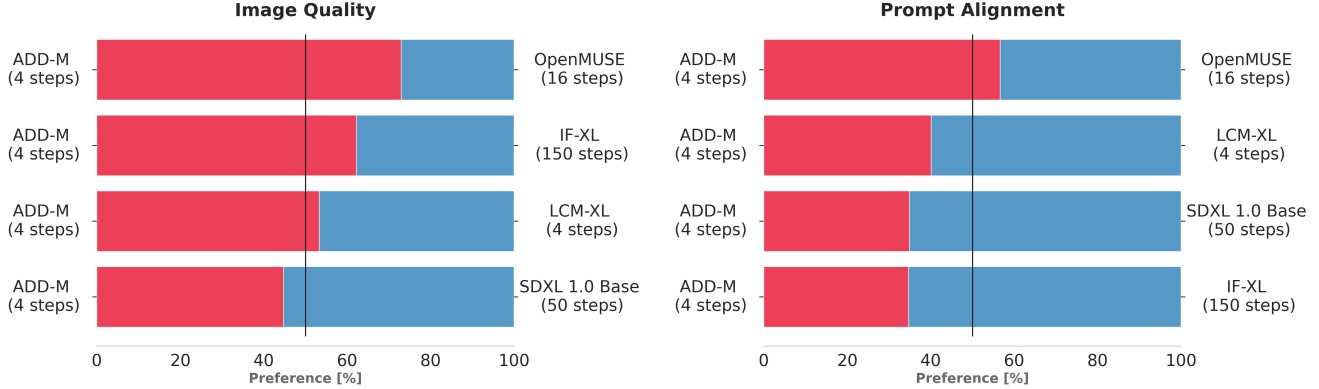 Image Quality
ADD-M
(4 steps)
OpenMUSE
(16 steps)
ADD-M
(4 steps)
IF-XL
(150 steps)
ADD-M
(4 steps)
LCM-XL
(4 steps)
ADD-M
(4 steps)
SDXL 1.0 Base
(50 steps)
0 20 40 60 80 100
Preference [%]
Prompt Alignment
ADD-M
(4 steps)
OpenMUSE
(16 steps)
ADD-M
(4 steps)
LCM-XL
(4 steps)
ADD-M
(4 steps)
SDXL 1.0 Base
(50 steps)
ADD-M
(4 steps)
IF-XL
(150 steps)
0 20 40 60 80 100
Preference [%]